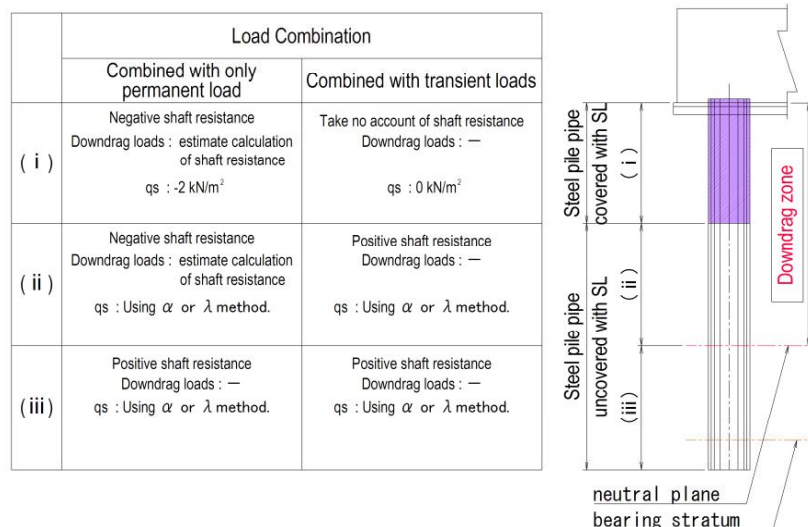 Load Combination
Combined with only
permanent load
Combined with transient loads
( i )
Negative shaft resistance
Downdrag loads : estimate calculation
of shaft resistance
qs : -2 kN/m²
Take no account of shaft resistance
Downdrag loads : —
qs : 0 kN/m²
( ii )
Negative shaft resistance
Downdrag loads : estimate calculation
of shaft resistance
qs : Using α or λ method.
Positive shaft resistance
Downdrag loads : —
qs : Using α or λ method.
(iii)
Positive shaft resistance
Downdrag loads : —
qs : Using α or λ method.
Positive shaft resistance
Downdrag loads : —
qs : Using α or λ method.
Steel pile pipe
covered with SL
( i )
Steel pile pipe
uncovered with SL
( ii )
(iii)
Downdrag zone
neutral plane
bearing stratum